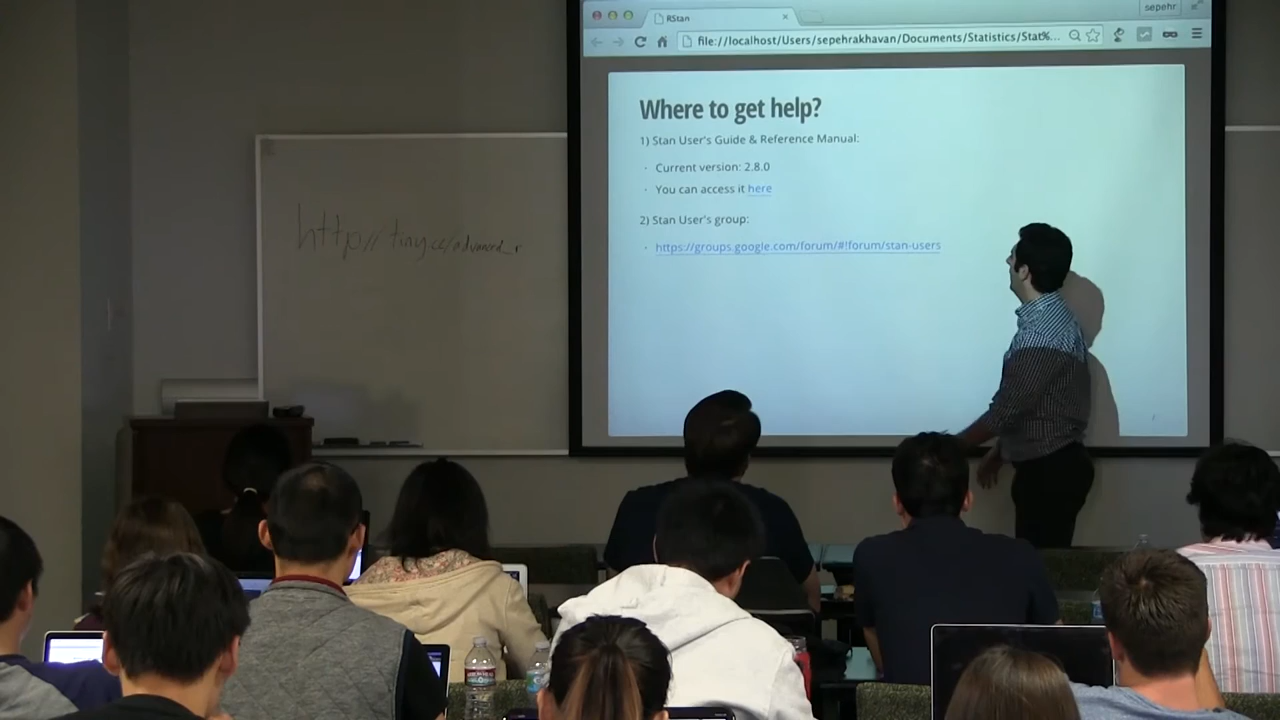 sepehr
RStan
file://localhost/Users/sepehrakhavan/Documents/Statistics/Stat%...
Where to get help?
1) Stan User's Guide & Reference Manual:
· Current version: 2.8.0
· You can access it here
2) Stan User's group:
· https://groups.google.com/forum/#!forum/stan-users
http//tiny.cc/advanced_r